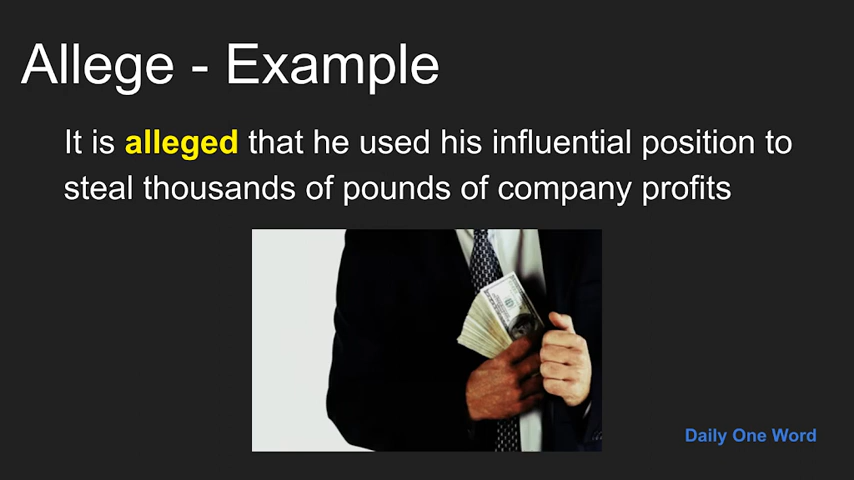 Allege - Example
It is alleged that he used his influential position to
steal thousands of pounds of company profits
Daily One Word